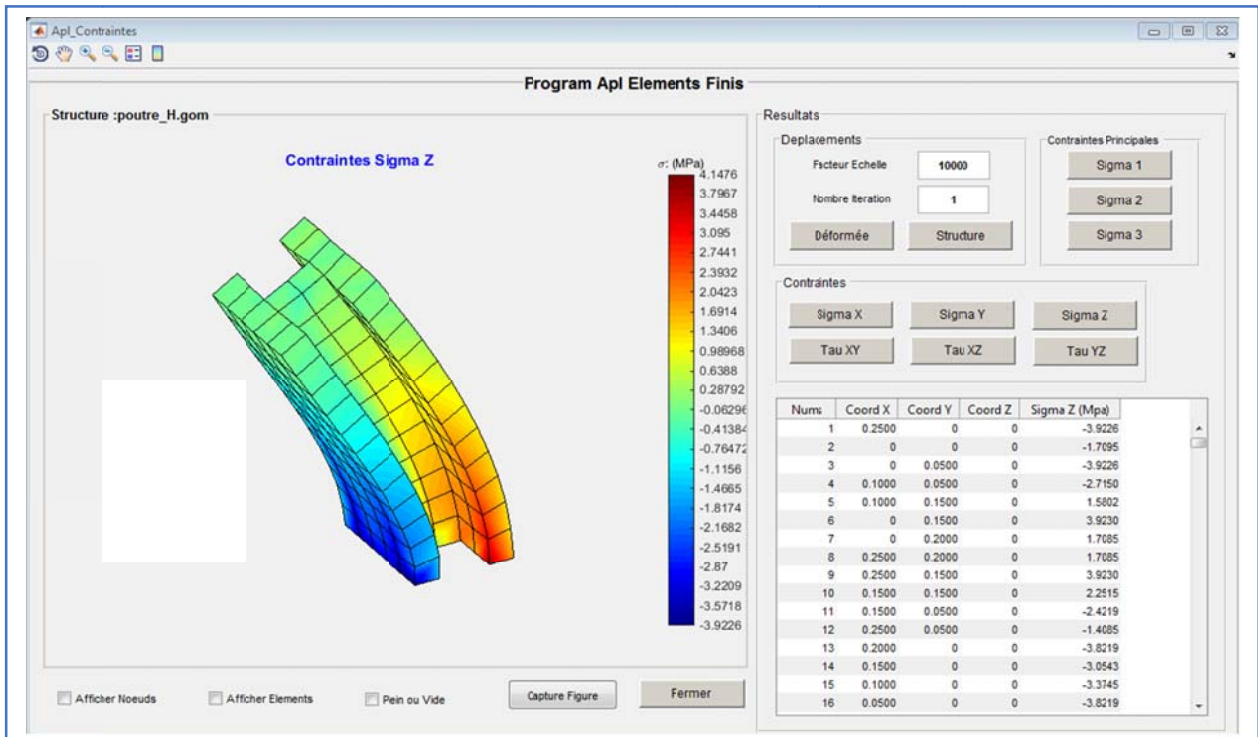 Apl_Contraintes
Program Apl Elements Finis
Structure :poutre_H.gom
Contraintes Sigma Z
σ: (MPa)
4.1476
3.7967
3.4458
3.095
2.7441
2.3932
2.0423
1.6914
1.3406
0.98968
0.6388
0.28792
-0.06296
-0.41384
-0.76472
-1.1156
-1.4665
-1.8174
-2.1682
-2.5191
-2.87
-3.2209
-3.5718
-3.9226
Afficher Noeuds
Afficher Elements
Pein ou Vide
Capture Figure
Fermer
Resultats
Deplacements
Facteur Echelle 10000
Nombre Iteration 1
Déformée Structure
Contraintes Principales
Sigma 1
Sigma 2
Sigma 3
Contraintes
Sigma X Sigma Y Sigma Z
Tau XY Tau XZ Tau YZ
Num: Coord X Coord Y Coord Z Sigma Z (Mpa)
1 0.2500 0 0 -3.9226
2 0 0 0 -1.7095
3 0 0.0500 0 -3.9226
4 0.1000 0.0500 0 -2.7150
5 0.1000 0.1500 0 1.5802
6 0 0.1500 0 3.9230
7 0 0.2000 0 1.7085
8 0.2500 0.2000 0 1.7085
9 0.2500 0.1500 0 3.9230
10 0.1500 0.1500 0 2.2515
11 0.1500 0.0500 0 -2.4219
12 0.2500 0.0500 0 -1.4085
13 0.2000 0 0 -3.8219
14 0.1500 0 0 -3.0543
15 0.1000 0 0 -3.3745
16 0.0500 0 0 -3.8219